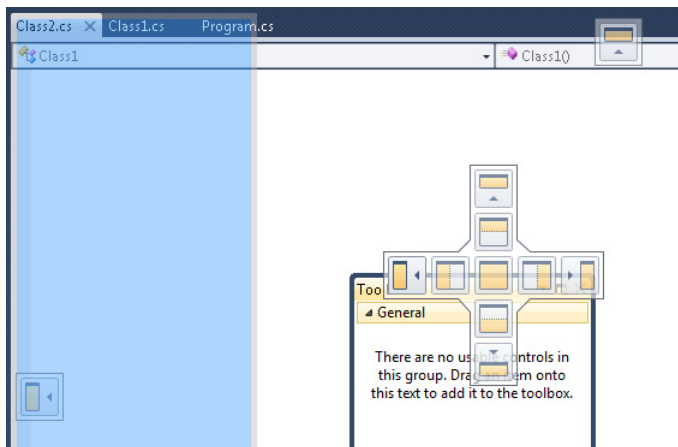 Class2.cs Class1.cs Program.cs
Class1 Class1()
Too
General
There are no usable controls in
this group. Drag an item onto
this text to add it to the toolbox.